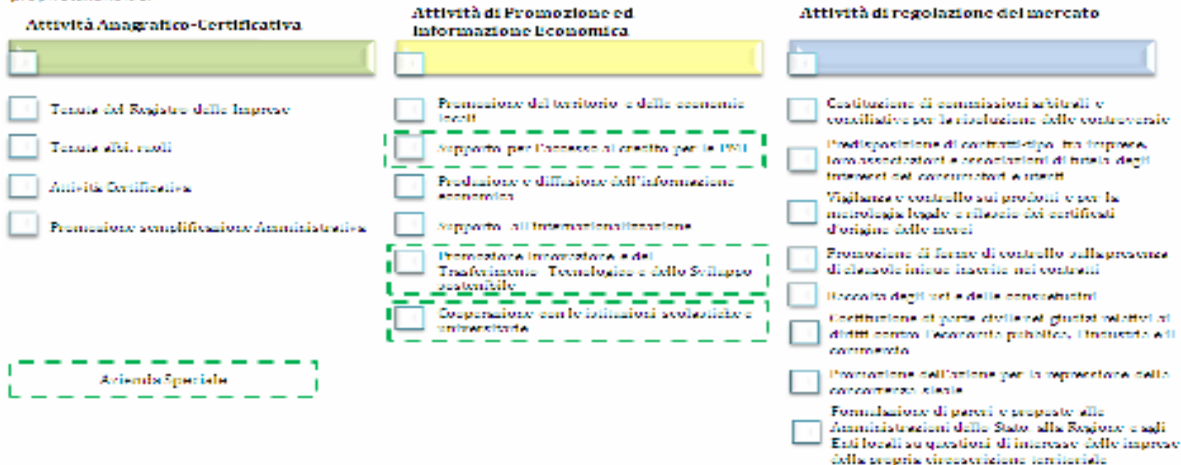 Attività Anagrafico-Certificativa
Tenuta del Registro delle Imprese
Tenuta albi, ruoli
Attività Certificativa
Promozione semplificazione Amministrativa
Azienda Speciale
Attività di Promozione ed
Informazione Economica
Promozione del territorio e delle economie
locali
Supporto per l'accesso al credito per le PMI
Produzione e diffusione dell'informazione
economica
Supporto all'internazionalizzazione
Promozione Innovazione e del
Trasferimento Tecnologico e dello Sviluppo
sostenibile
Cooperazione con le istituzioni scolastiche e
universitarie
Attività di regolazione del mercato
Costituzione di commissioni arbitrali e
conciliative per la risoluzione delle controversie
Predisposizione di contratti-tipo tra imprese,
loro associazioni e associazioni di tutela degli
interessi dei consumatori e utenti
Vigilanza e controllo sui prodotti e per la
metrologia legale e rilascio dei certificati
d'origine delle merci
Promozione di forme di controllo sulla presenza
di clausole inique inserite nei contratti
Raccolta degli usi e delle consuetudini
Costituzione di parte civile nei giudizi relativi ai
diritti contro l'economia pubblica, l'industria e il
commercio
Promozione dell'azione per la repressione della
concorrenza sleale
Formulazione di pareri e proposte alle
Amministrazioni dello Stato, alla Regione e agli
Enti locali su questioni di interesse delle imprese
della propria circoscrizione territoriale